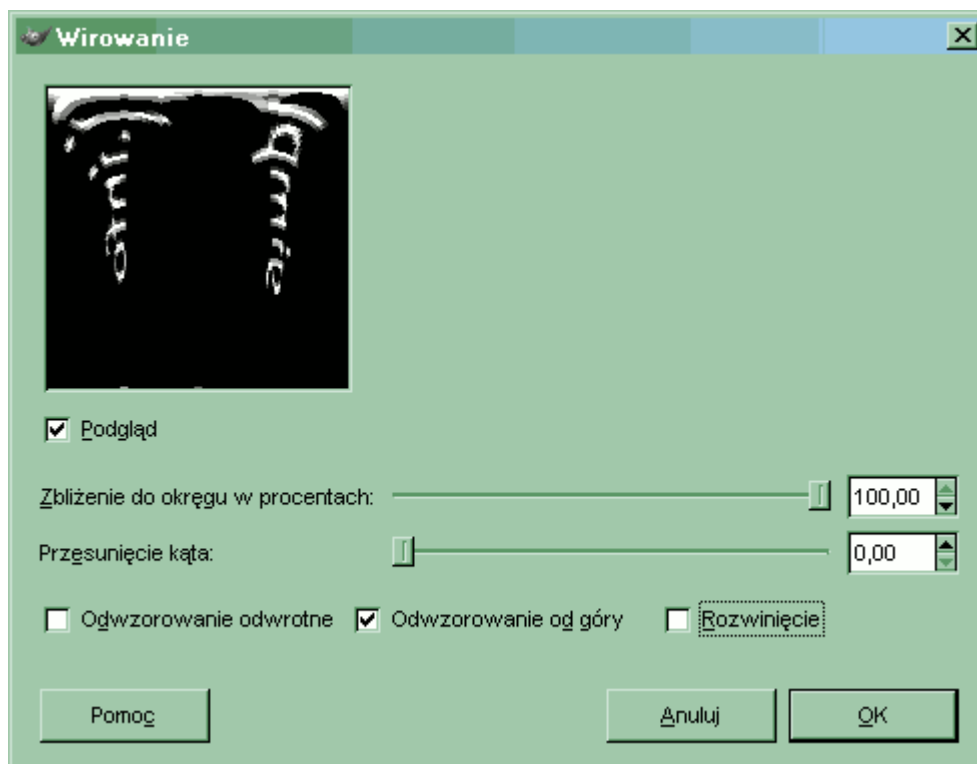 Wirowanie
Podgląd
Zbliżenie do okręgu w procentach: 100,00
Przesunięcie kąta: 0,00
Odwzorowanie odwrotne Odwzorowanie od góry Rozwinięcie
Pomoc Anuluj OK